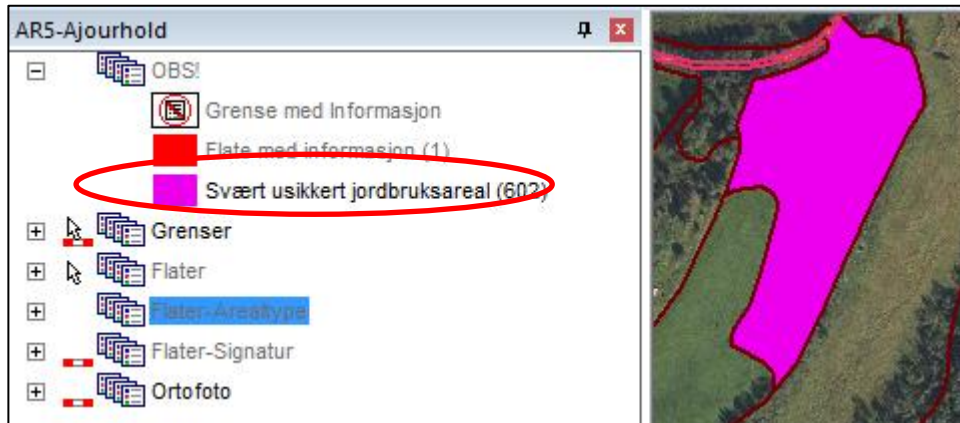 AR5-Ajourhold
OBS!
Grense med Informasjon
Flate med informasjon (1)
Svært usikkert jordbruksareal (602)
Grenser
Flater
Flater-Arealtype
Flater-Signatur
Ortofoto